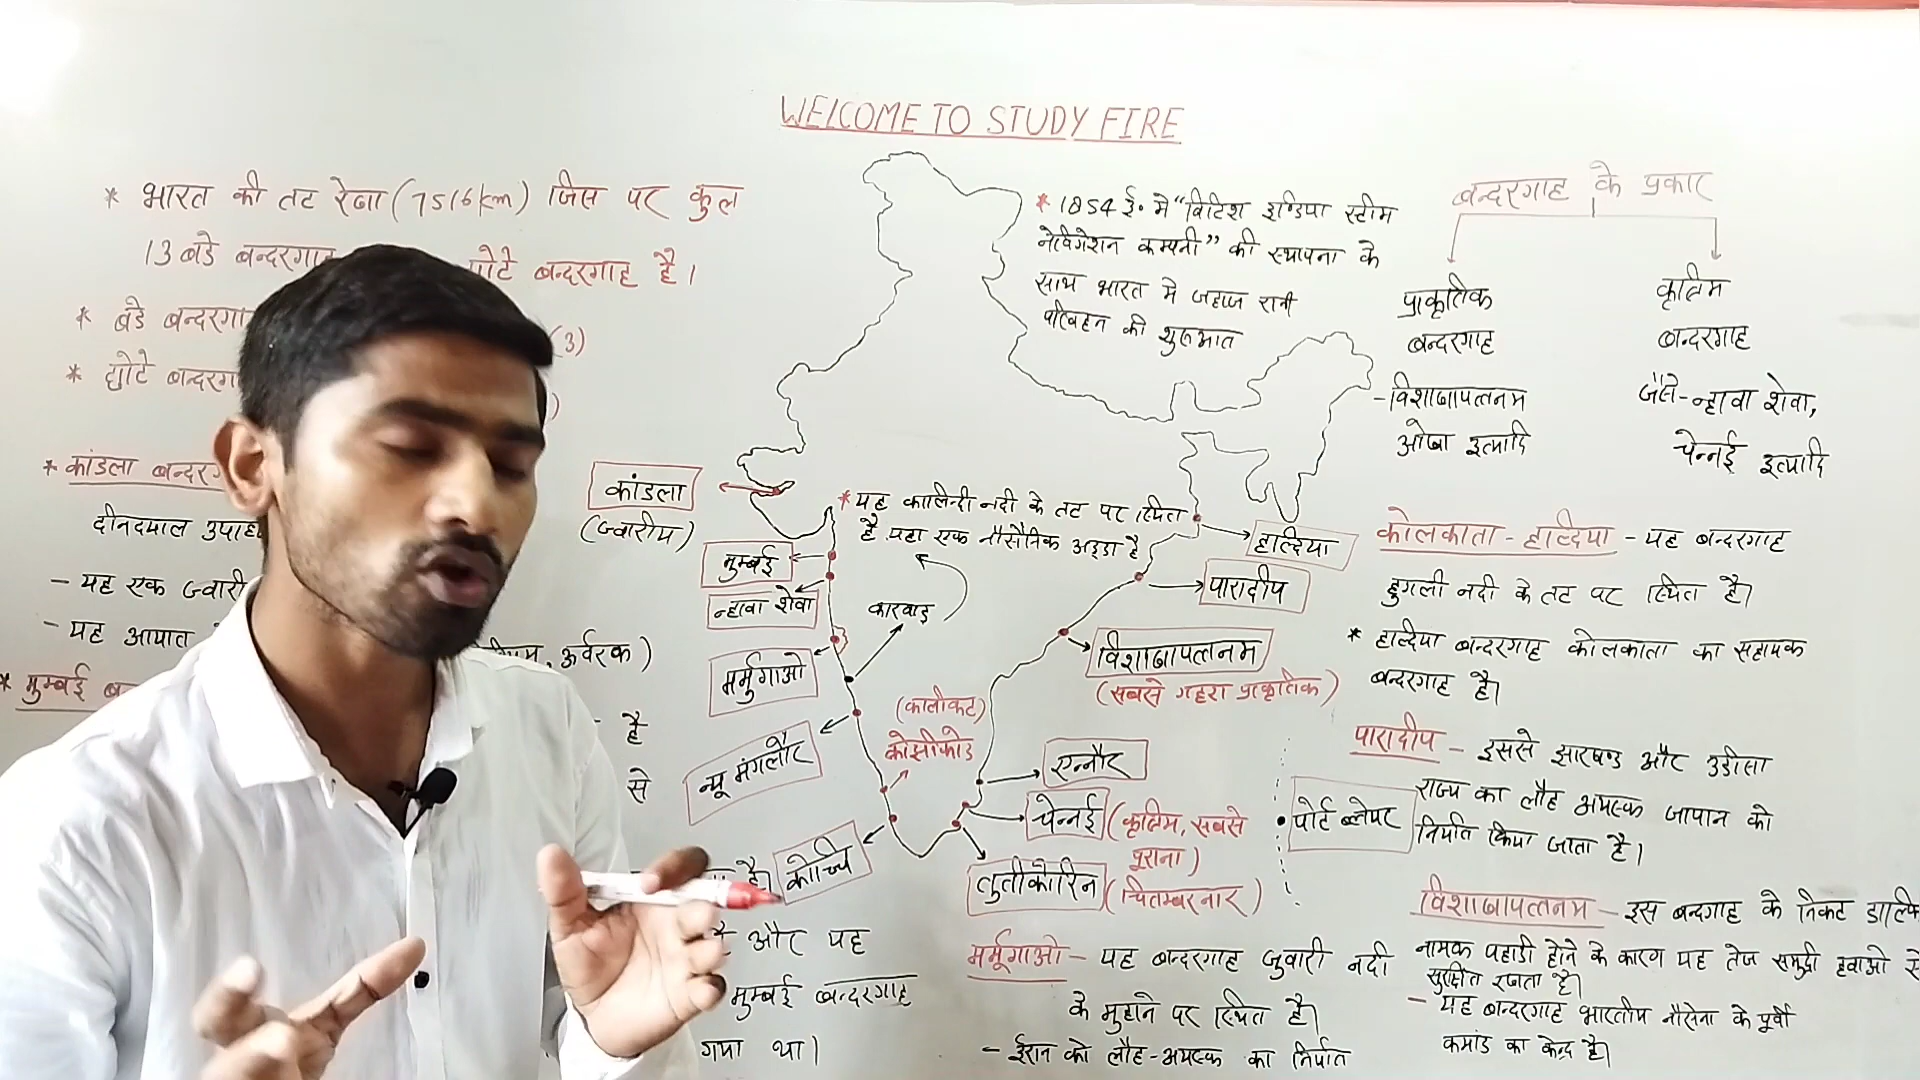 WELCOME TO STUDY FIRE
* भारत की तट रेखा (7516km) जिस पर कुल
13 बडे बन्दरगाह
छोटे बन्दरगाह है।
* बडे बन्दरगा
(3)
* छोटे बन्दरगा
)
* कांडला बन्दरग
दीनदयाल उपाध
- यह एक ज्वारी
- यह आयात
, उर्वरक)
* मुम्बई बन
है
से
है।
है और यह
मुम्बई बन्दरगाह
गया था।
* 1854 ई. मे "ब्रिटिश इण्डिया स्टीम
नेविगेशन कम्पनी" की स्थापना के
साथ भारत मे जहाज रानी
परिवहन की शुरूआत
कांडला
(ज्वारीय)
मुम्बई
न्हावा शेवा
मर्मुगाओ
न्यू मंगलौर
कोच्चि
* यह कालिन्दी नदी के तट पर स्थित
है यहा एक नौसैनिक अड्डा है
कारवाड़
(कालीकट)
कोझीकोड
हाल्दिया
पारादीप
विशाखापत्तनम
(सबसे गहरा प्राकृतिक)
एन्नौर
चेन्नई (कृत्रिम, सबसे
पुराना)
तुतीकोरिन (चितम्बरनार)
पोर्ट ब्लेयर
मर्मूगाओ - यह बन्दरगाह जुवारी नदी
के मुहाने पर स्थित है।
- ईरान को लौह-अयस्क का निर्यात
बन्दरगाह के प्रकार
प्राकृतिक
बन्दरगाह
- विशाखापत्तनम
ओखा इत्यादि
कृत्रिम
बन्दरगाह
जैसे - न्हावा शेवा,
चेन्नई इत्यादि
कोलकाता - हल्दिया - यह बन्दरगाह
हुगली नदी के तट पर स्थित है।
* हाल्दिया बन्दरगाह कोलकाता का सहायक
बन्दरगाह है।
पारादीप - इससे झारखण्ड और उडीसा
राज्य का लौह अयस्क जापान को
निर्यात किया जाता है।
विशाखापत्तनम - इस बन्दगाह के निकट डाल्फि
नामक पहाडी होने के कारण यह तेज समुद्री हवाओ से
सुरक्षित रहता है।
- यह बन्दरगाह भारतीय नौसेना के पूर्वी
कमांड का केन्द्र है।